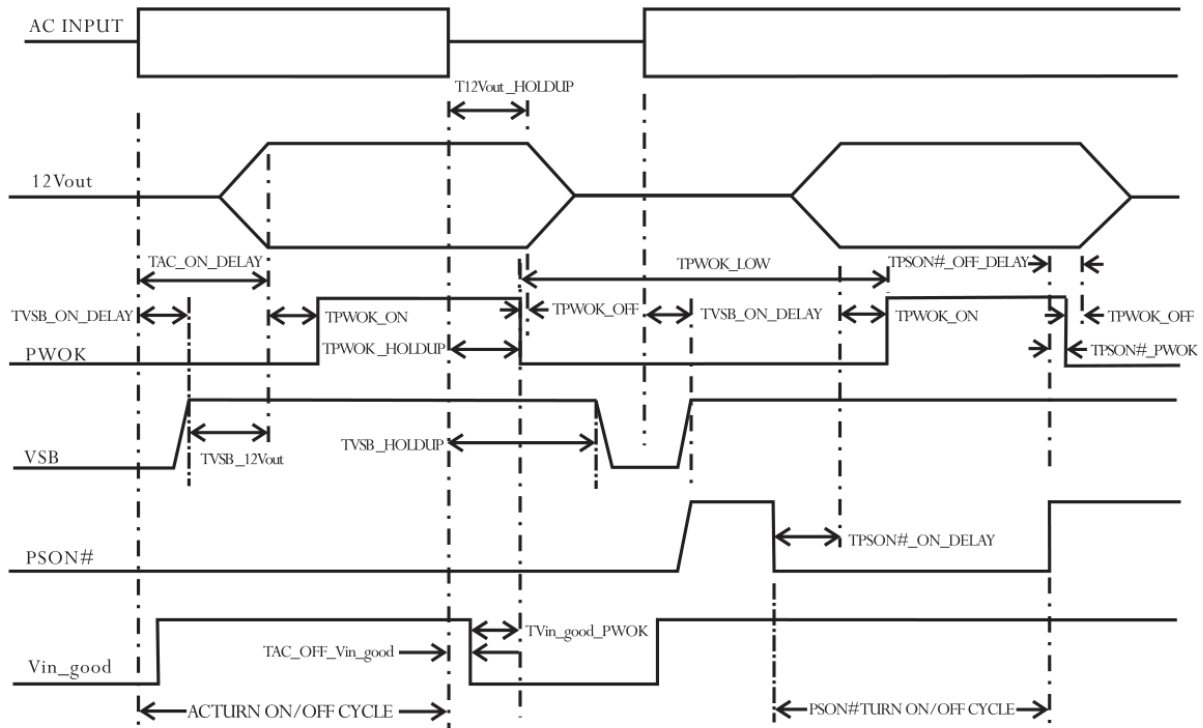 AC INPUT
T12Vout_HOLDUP
12Vout
TAC_ON_DELAY
TPWOK_LOW
TPSON#_OFF_DELAY
TVSB_ON_DELAY
TPWOK_ON
TPWOK_OFF
TVSB_ON_DELAY
TPWOK_ON
TPWOK_OFF
PWOK
TPWOK_HOLDUP
TPSON#_PWOK
VSB
TVSB_12Vout
TVSB_HOLDUP
PSON#
TPSON#_ON_DELAY
TVin_good_PWOK
Vin_good
TAC_OFF_Vin_good
ACTURN ON/OFF CYCLE
PSON#TURN ON/OFF CYCLE